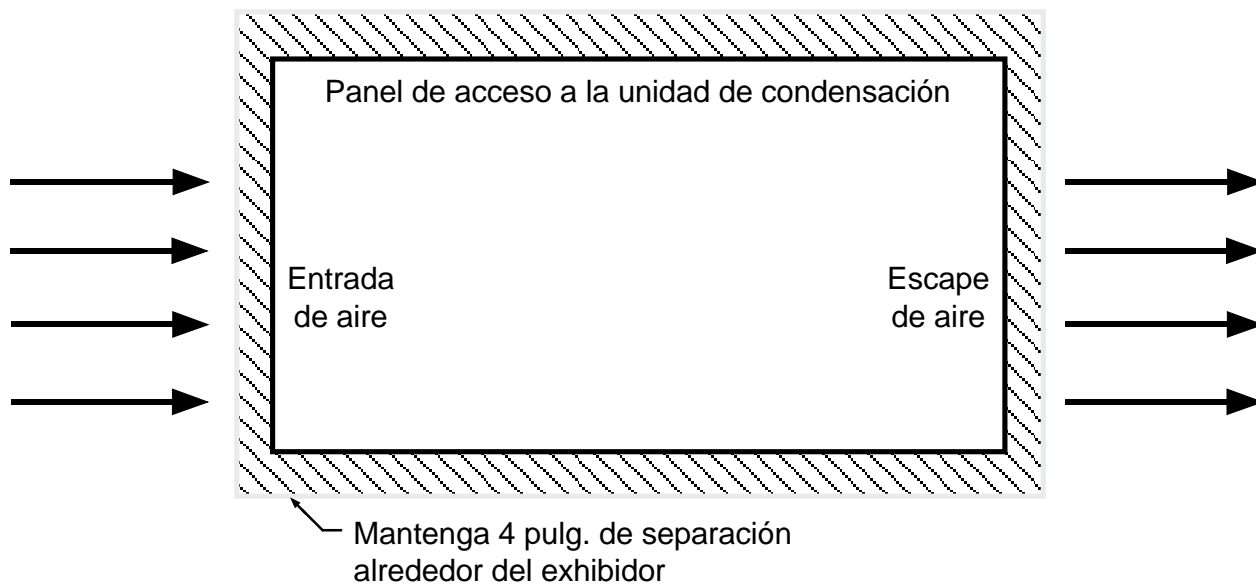 Panel de acceso a la unidad de condensación
Entrada
de aire
Escape
de aire
Mantenga 4 pulg. de separación
alrededor del exhibidor